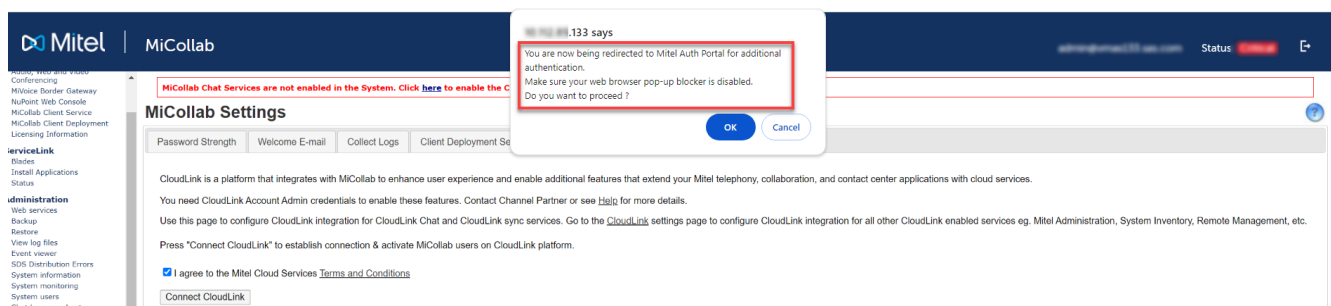 Mitel | MiCollab
.133 says
You are now being redirected to Mitel Auth Portal for additional
authentication.
Make sure your web browser pop-up blocker is disabled.
Do you want to proceed ?
OK Cancel
Status Critical
Audio, Web and Video
Conferencing
MiVoice Border Gateway
NuPoint Web Console
MiCollab Client Service
MiCollab Client Deployment
Licensing Information
ServiceLink
Blades
Install Applications
Status
Administration
Web services
Backup
Restore
View log files
Event viewer
SDS Distribution Errors
System information
System monitoring
System users
MiCollab Chat Services are not enabled in the System. Click here to enable the C
MiCollab Settings
?
Password Strength Welcome E-mail Collect Logs Client Deployment Se
CloudLink is a platform that integrates with MiCollab to enhance user experience and enable additional features that extend your Mitel telephony, collaboration, and contact center applications with cloud services.
You need CloudLink Account Admin credentials to enable these features. Contact Channel Partner or see Help for more details.
Use this page to configure CloudLink integration for CloudLink Chat and CloudLink sync services. Go to the CloudLink settings page to configure CloudLink integration for all other CloudLink enabled services eg. Mitel Administration, System Inventory, Remote Management, etc.
Press "Connect CloudLink" to establish connection & activate MiCollab users on CloudLink platform.
I agree to the Mitel Cloud Services Terms and Conditions
Connect CloudLink